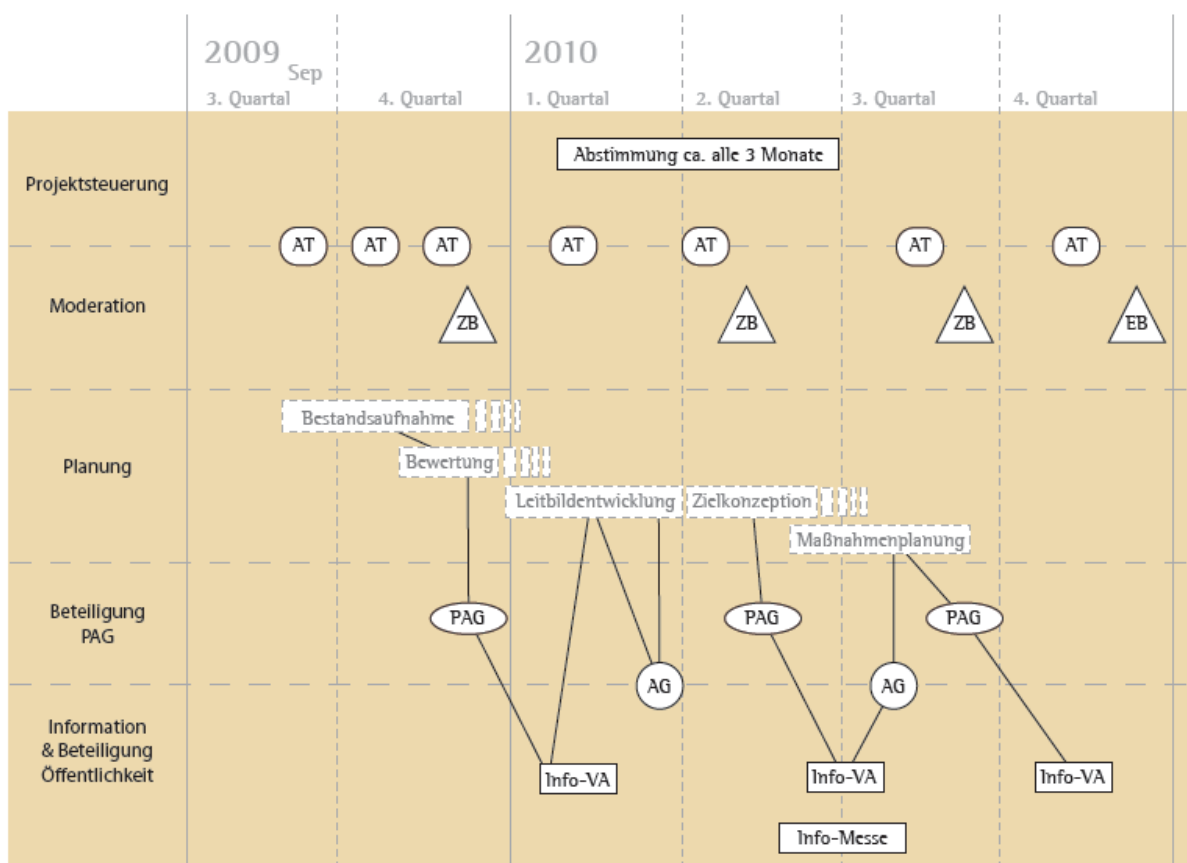 2009
Sep
2010
3. Quartal
4. Quartal
1. Quartal
2. Quartal
3. Quartal
4. Quartal
Abstimmung ca. alle 3 Monate
Projektsteuerung
AT
AT
AT
AT
AT
AT
AT
Moderation
ZB
ZB
ZB
EB
Bestandsaufnahme
Bewertung
Planung
Leitbildentwicklung
Zielkonzeption
Maßnahmenplanung
Beteiligung
PAG
PAG
PAG
PAG
AG
AG
Information
& Beteiligung
Öffentlichkeit
Info-VA
Info-VA
Info-VA
Info-Messe